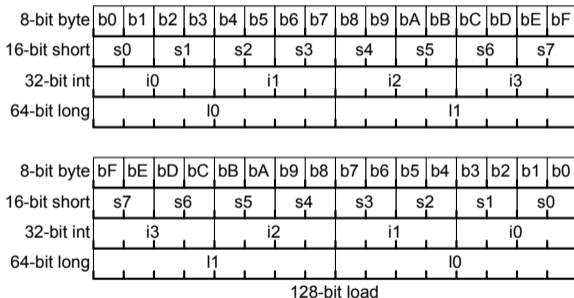 8-bit byte b0 b1 b2 b3 b4 b5 b6 b7 b8 b9 bA bB bC bD bE bF
16-bit short s0 s1 s2 s3 s4 s5 s6 s7
32-bit int i0 i1 i2 i3
64-bit long l0 l1
8-bit byte bF bE bD bC bB bA b9 b8 b7 b6 b5 b4 b3 b2 b1 b0
16-bit short s7 s6 s5 s4 s3 s2 s1 s0
32-bit int i3 i2 i1 i0
64-bit long l1 l0
128-bit load